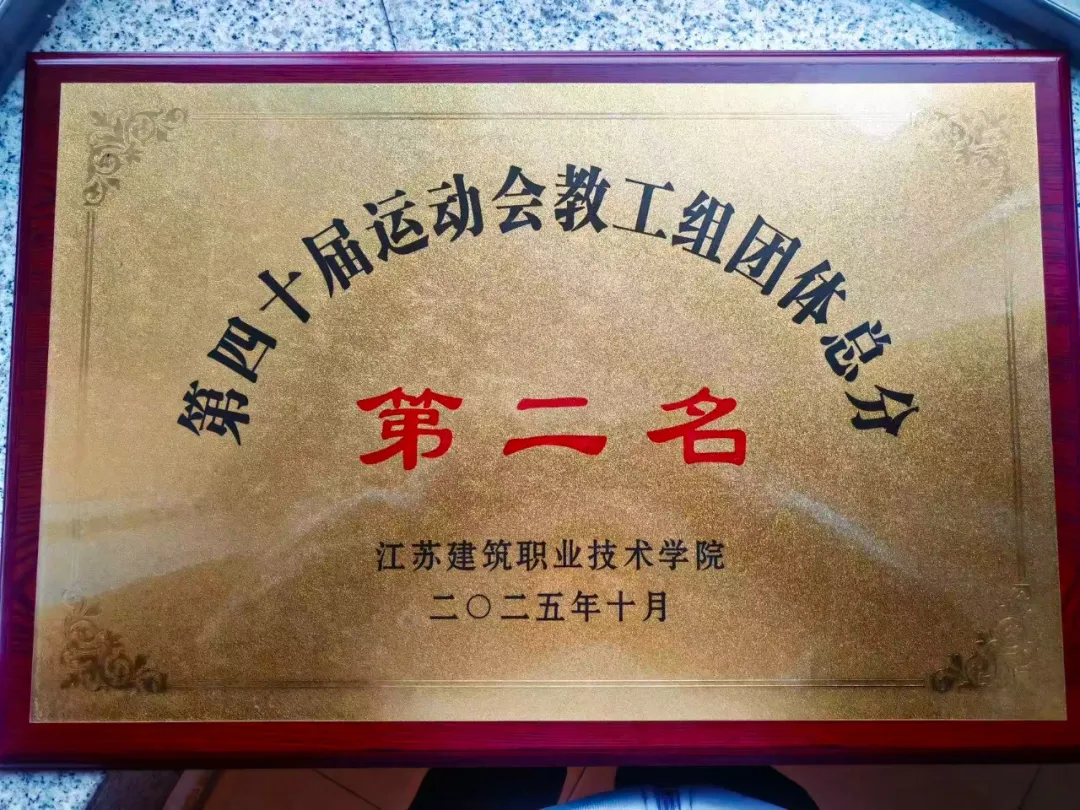 第四十届运动会教工组团体总分
第二名
江苏建筑职业技术学院
二〇二五年十月